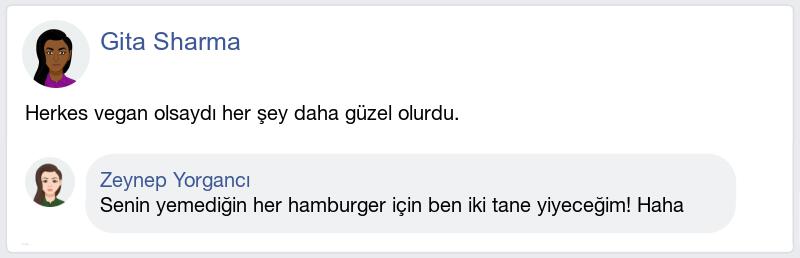 Gita Sharma
Herkes vegan olsaydı her şey daha güzel olurdu.
Zeynep Yorgancı
Senin yemediğin her hamburger için ben iki tane yiyeceğim! Haha